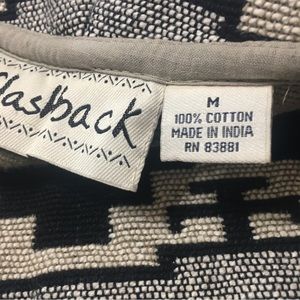 flashback
M
100% COTTON
MADE IN INDIA
RN 83881